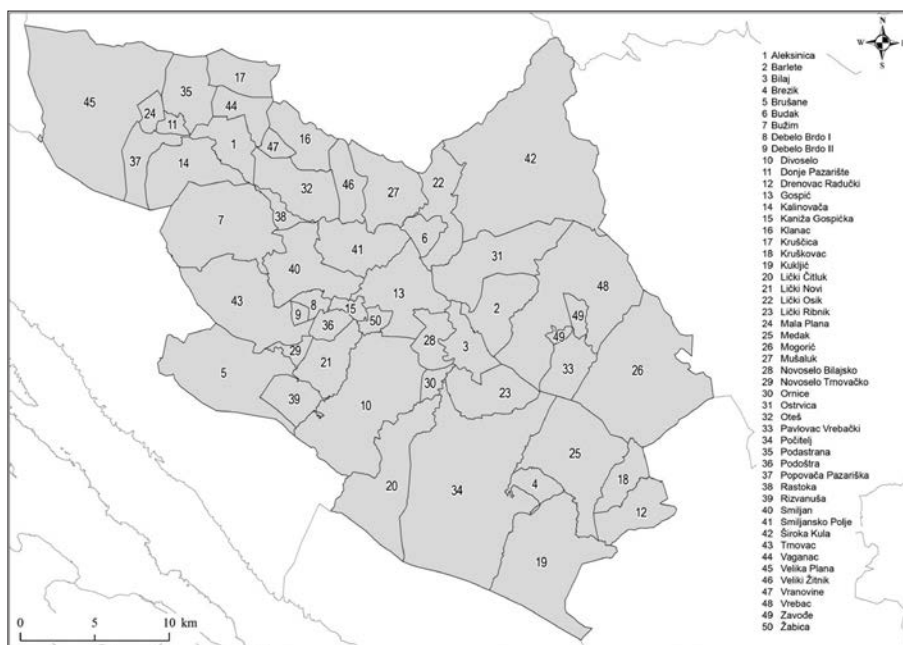 N
W E
S
17
35
45
44
24
11
16
47
1
42
37
14
32
46
27
22
38
7
6
41
31
40
43
13
48
2
8
15
9
36
50
49
49
28
3
29
21
5
33
26
30
23
39
10
25
18
4
20
34
12
19
1 Aleksinica
2 Barlete
3 Bilaj
4 Brezik
5 Brušane
6 Budak
7 Bužim
8 Debelo Brdo I
9 Debelo Brdo II
10 Divoselo
11 Donje Pazarište
12 Drenovac Radučki
13 Gospić
14 Kalinovača
15 Kaniža Gospićka
16 Klanac
17 Kruščica
18 Kruškovac
19 Kukljić
20 Lički Čitluk
21 Lički Novi
22 Lički Osik
23 Lički Ribnik
24 Mala Plana
25 Medak
26 Mogorić
27 Mušaluk
28 Novoselo Bilajsko
29 Novoselo Trnovačko
30 Ornice
31 Ostrvica
32 Oteš
33 Pavlovac Vrebački
34 Počitelj
35 Podastrana
36 Podoštra
37 Popovača Pazariška
38 Rastoka
39 Rizvanuša
40 Smiljan
41 Smiljansko Polje
42 Široka Kula
43 Trnovac
44 Vaganac
45 Velika Plana
46 Veliki Žitnik
47 Vranovine
48 Vrebac
49 Zavođe
50 Žabica
0 5 10 km